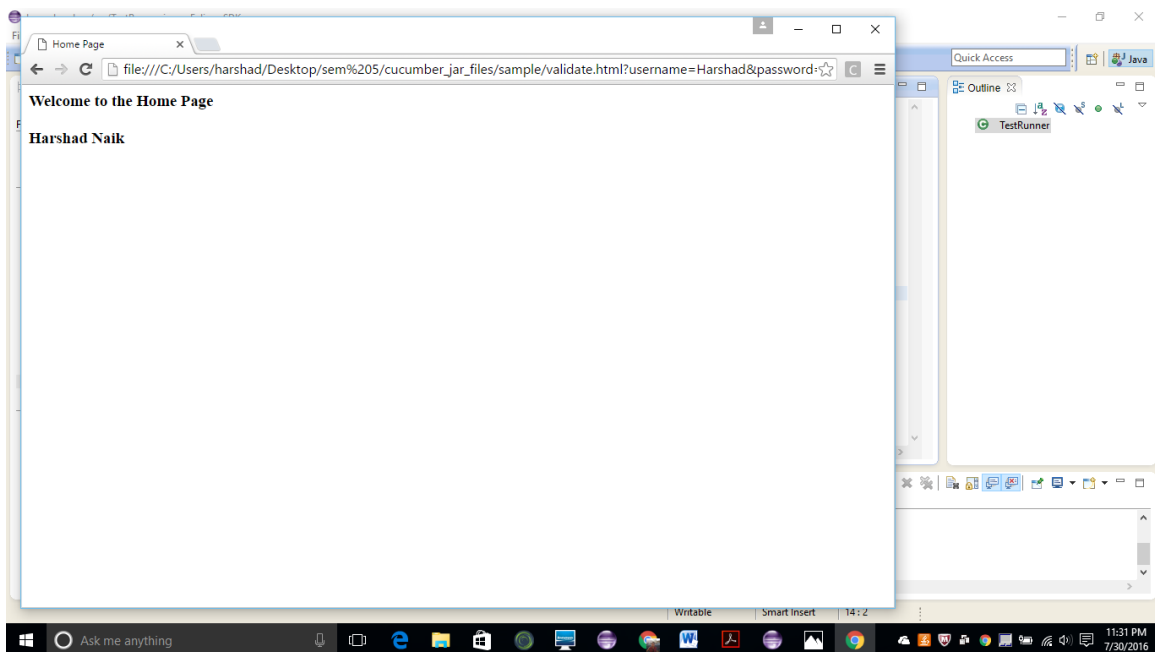 Home Page
file:///C:/Users/harshad/Desktop/sem%205/cucumber_jar_files/sample/validate.html?username=Harshad&password=
Welcome to the Home Page
Harshad Naik
Quick Access
Java
Outline
TestRunner
Writable
Smart Insert
14 : 2
Ask me anything
11:31 PM
7/30/2016